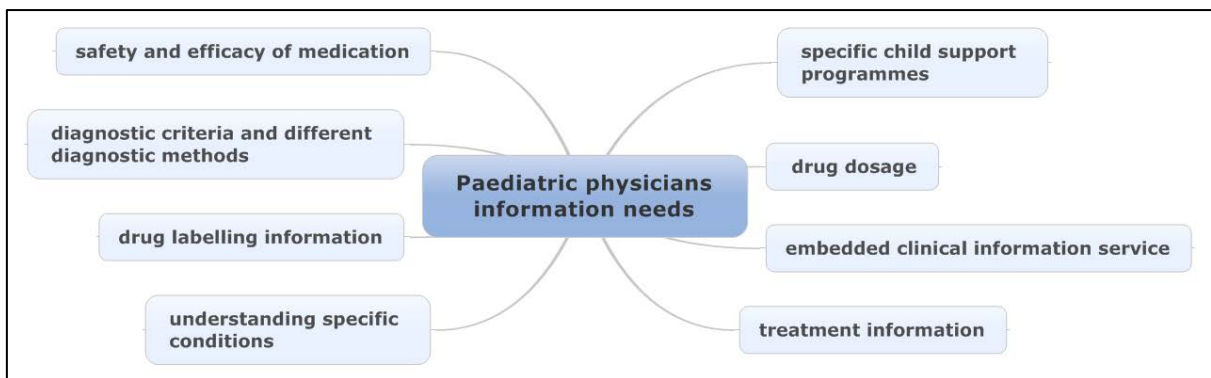 safety and efficacy of medication
diagnostic criteria and different
diagnostic methods
drug labelling information
understanding specific
conditions
Paediatric physicians
information needs
specific child support
programmes
drug dosage
embedded clinical information service
treatment information